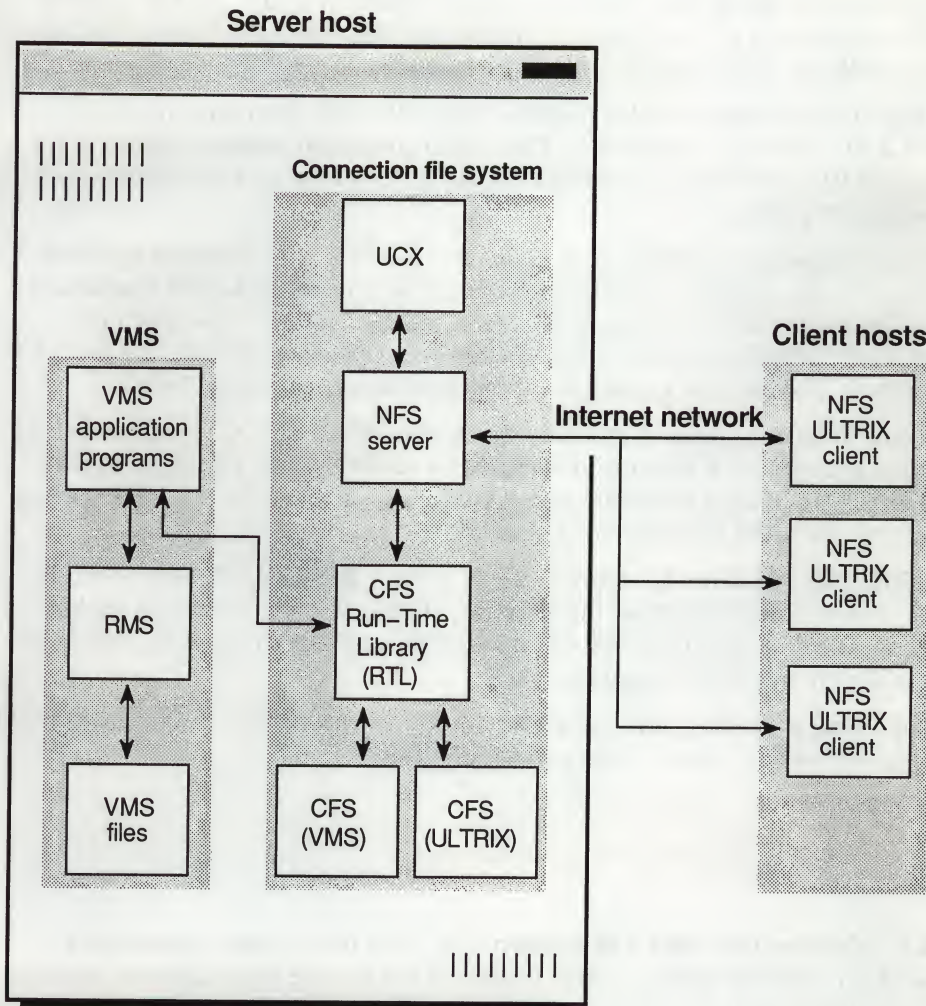 Server host
Connection file system
UCX
VMS
Client hosts
VMS
application
programs
NFS
server
Internet network
NFS
ULTRIX
client
NFS
ULTRIX
client
RMS
CFS
Run-Time
Library
(RTL)
NFS
ULTRIX
client
VMS
files
CFS
(VMS)
CFS
(ULTRIX)